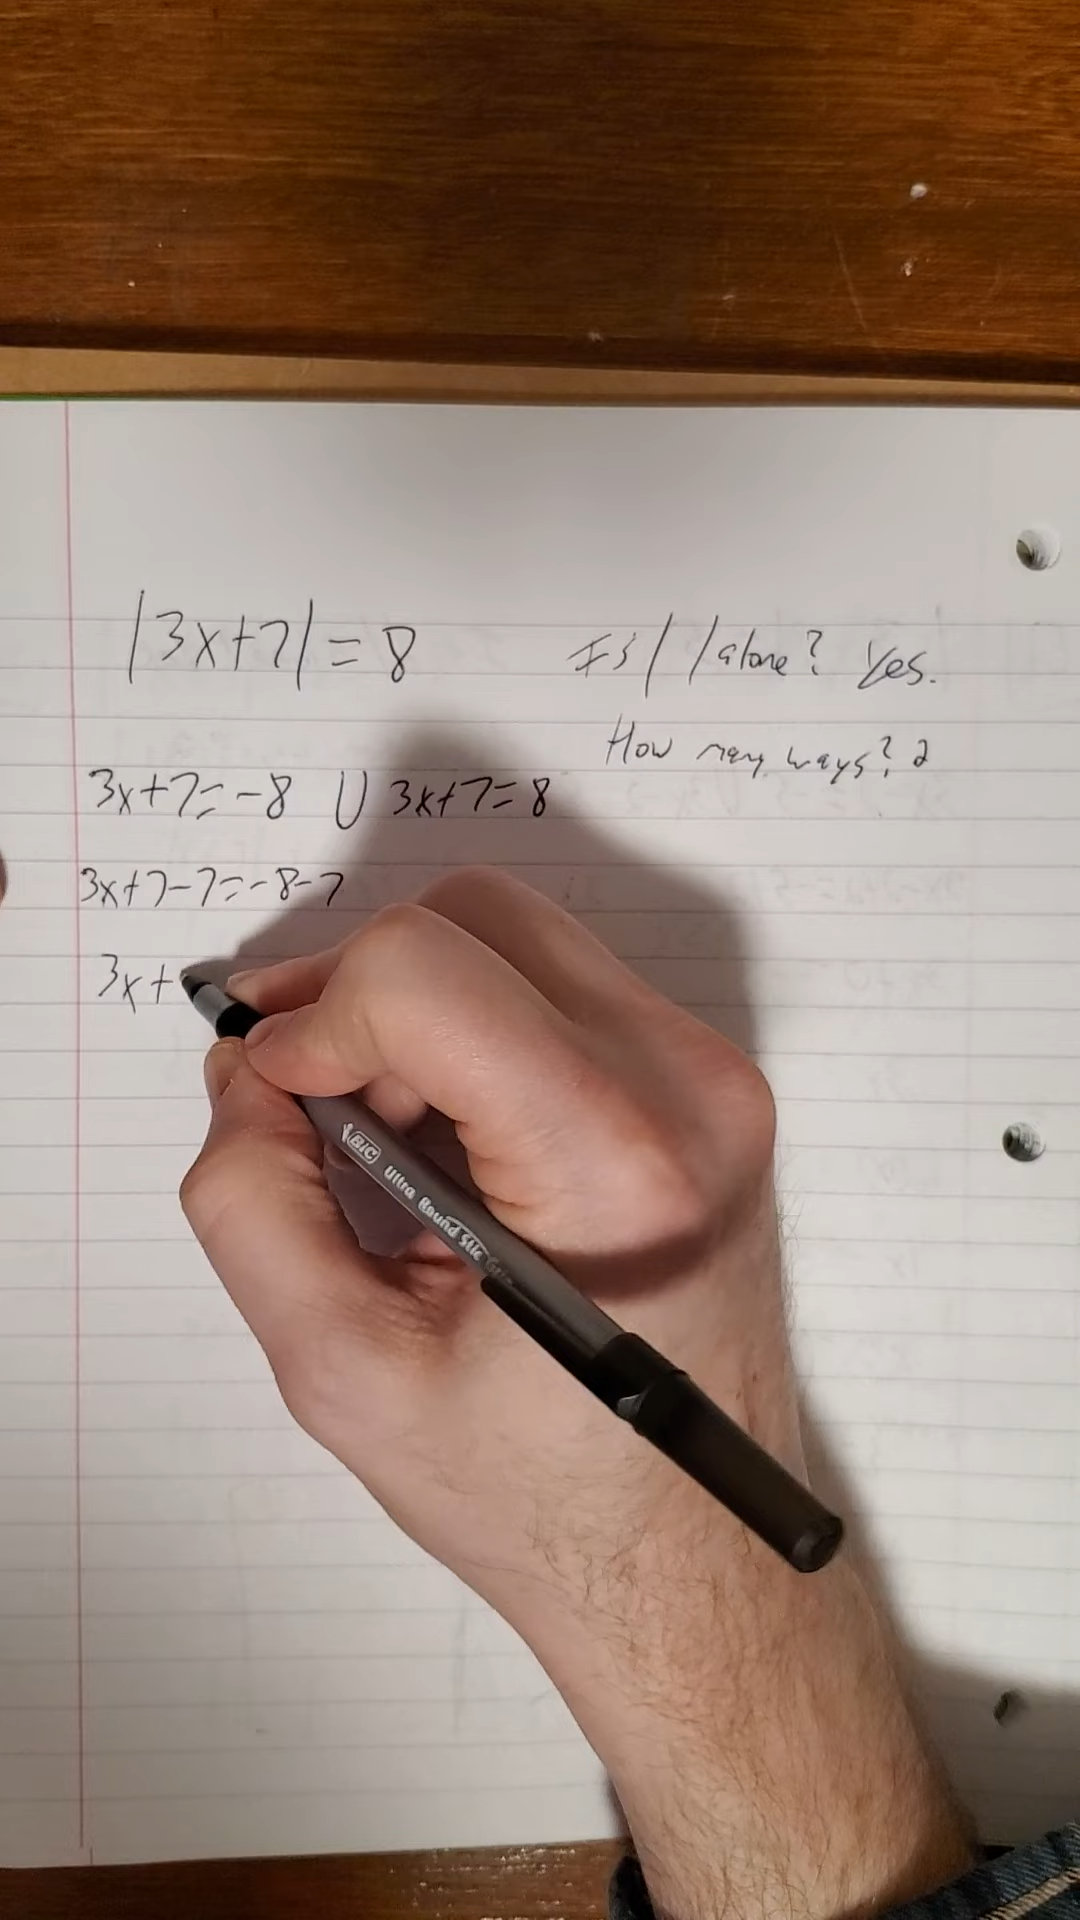 |3x+7|=8
Is | | alone? Yes.
How many ways? 2
3x+7=-8 ∪ 3x+7=8
3x+7-7=-8-7
3x+
BIC Ultra Round Stic Grip